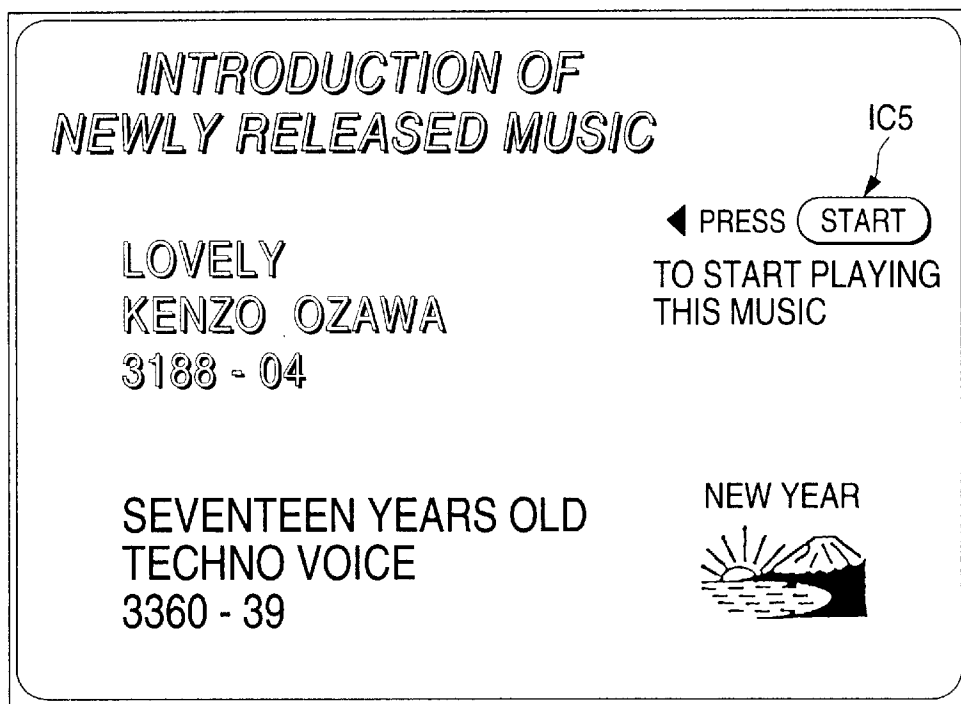 INTRODUCTION OF
NEWLY RELEASED MUSIC
IC5
PRESS START
TO START PLAYING
THIS MUSIC
LOVELY
KENZO OZAWA
3188 - 04
SEVENTEEN YEARS OLD
TECHNO VOICE
3360 - 39
NEW YEAR